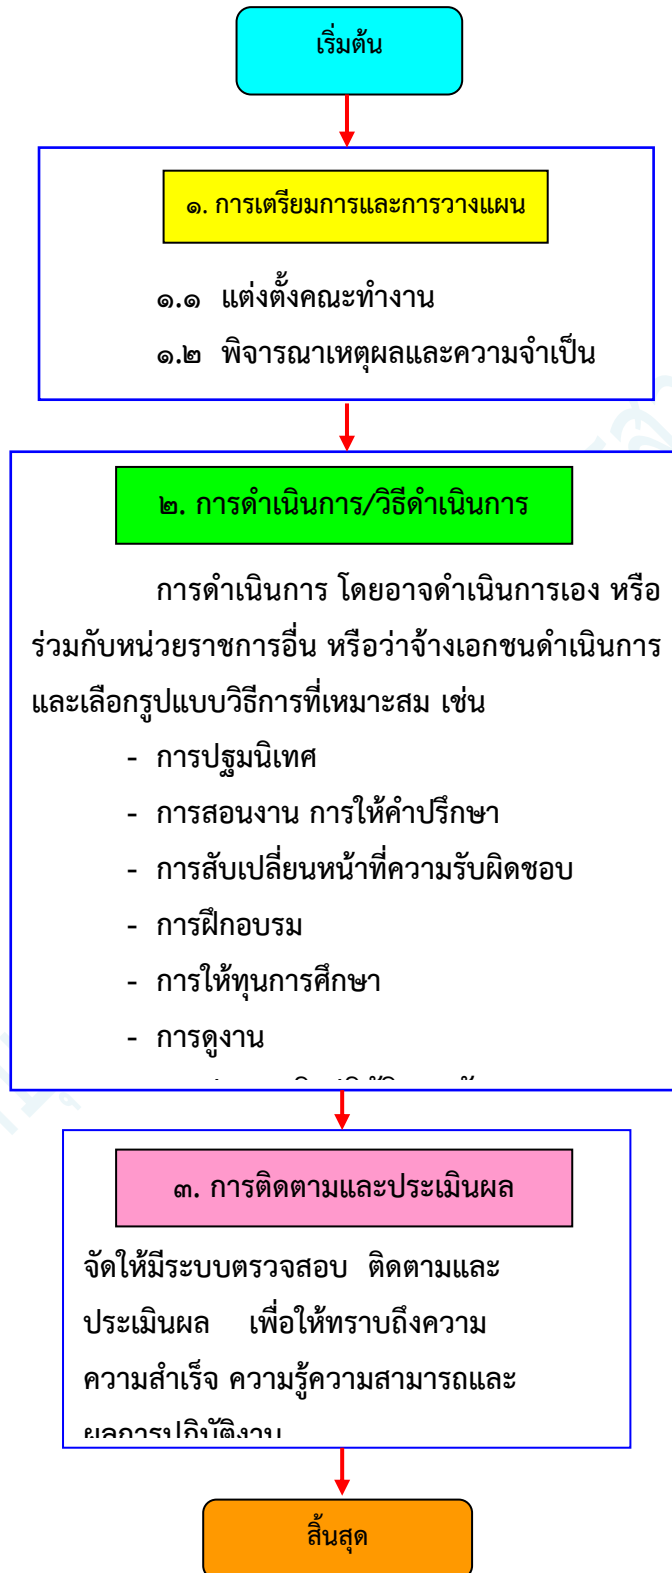 เริ่มต้น
๑. การเตรียมการและการวางแผน
๑.๑ แต่งตั้งคณะทำงาน
๑.๒ พิจารณาเหตุผลและความจำเป็น
๒. การดำเนินการ/วิธีดำเนินการ
การดำเนินการ โดยอาจดำเนินการเอง หรือ
ร่วมกับหน่วยราชการอื่น หรือว่าจ้างเอกชนดำเนินการ
และเลือกรูปแบบวิธีการที่เหมาะสม เช่น
- การปฐมนิเทศ
- การสอนงาน การให้คำปรึกษา
- การสับเปลี่ยนหน้าที่ความรับผิดชอบ
- การฝึกอบรม
- การให้ทุนการศึกษา
- การดูงาน
๓. การติดตามและประเมินผล
จัดให้มีระบบตรวจสอบ ติดตามและ
ประเมินผล เพื่อให้ทราบถึงความ
ความสำเร็จ ความรู้ความสามารถและ
ผลการปฏิบัติงาน
สิ้นสุด